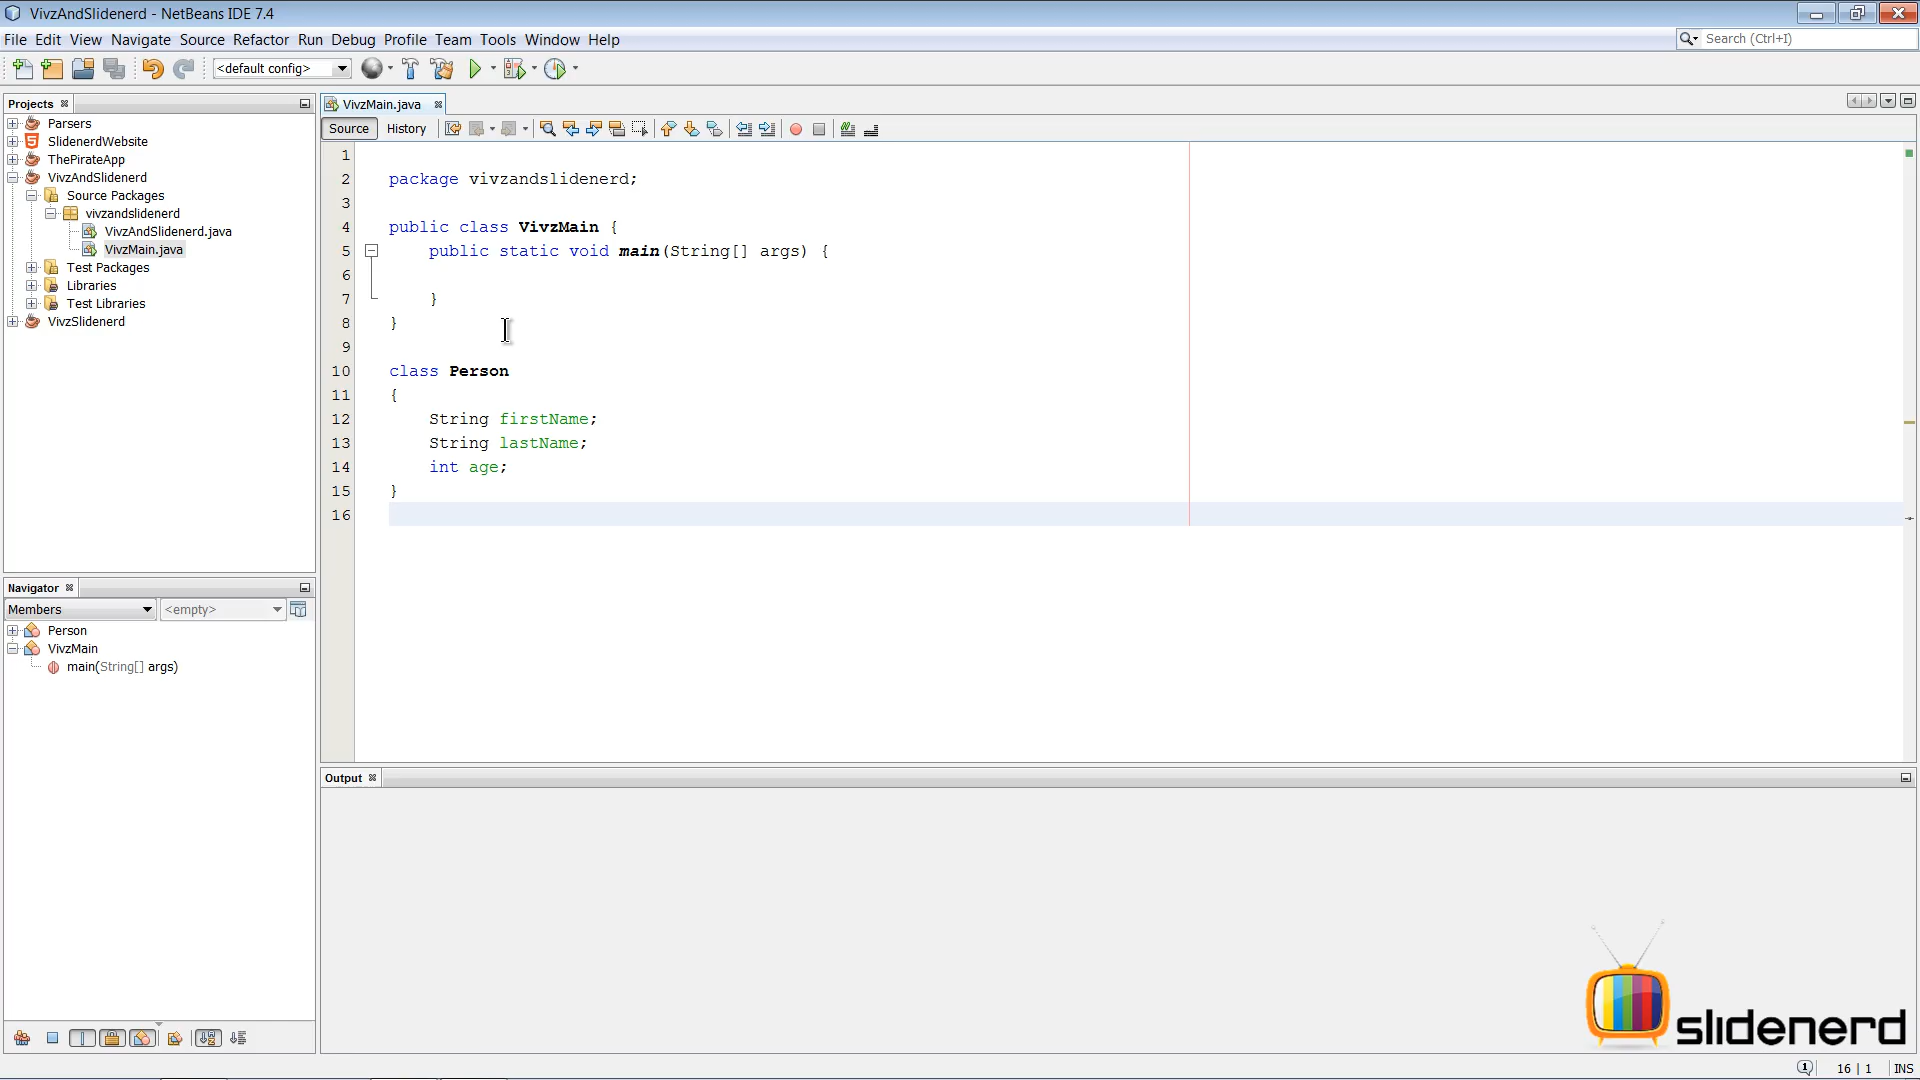 VivzAndSlidenerd - NetBeans IDE 7.4
File Edit View Navigate Source Refactor Run Debug Profile Team Tools Window Help
Search (Ctrl+I)
<default config>
Projects
Parsers
SlidenerdWebsite
ThePirateApp
VivzAndSlidenerd
Source Packages
vivzandslidenerd
VivzAndSlidenerd.java
VivzMain.java
Test Packages
Libraries
Test Libraries
VivzSlidenerd
Navigator
Members
<empty>
Person
VivzMain
main(String[] args)
VivzMain.java
Source History
1
2 package vivzandslidenerd;
3
4 public class VivzMain {
5 public static void main(String[] args) {
6
7 }
8 }
9
10 class Person
11 {
12 String firstName;
13 String lastName;
14 int age;
15 }
16
Output
slidenerd
16 | 1 INS